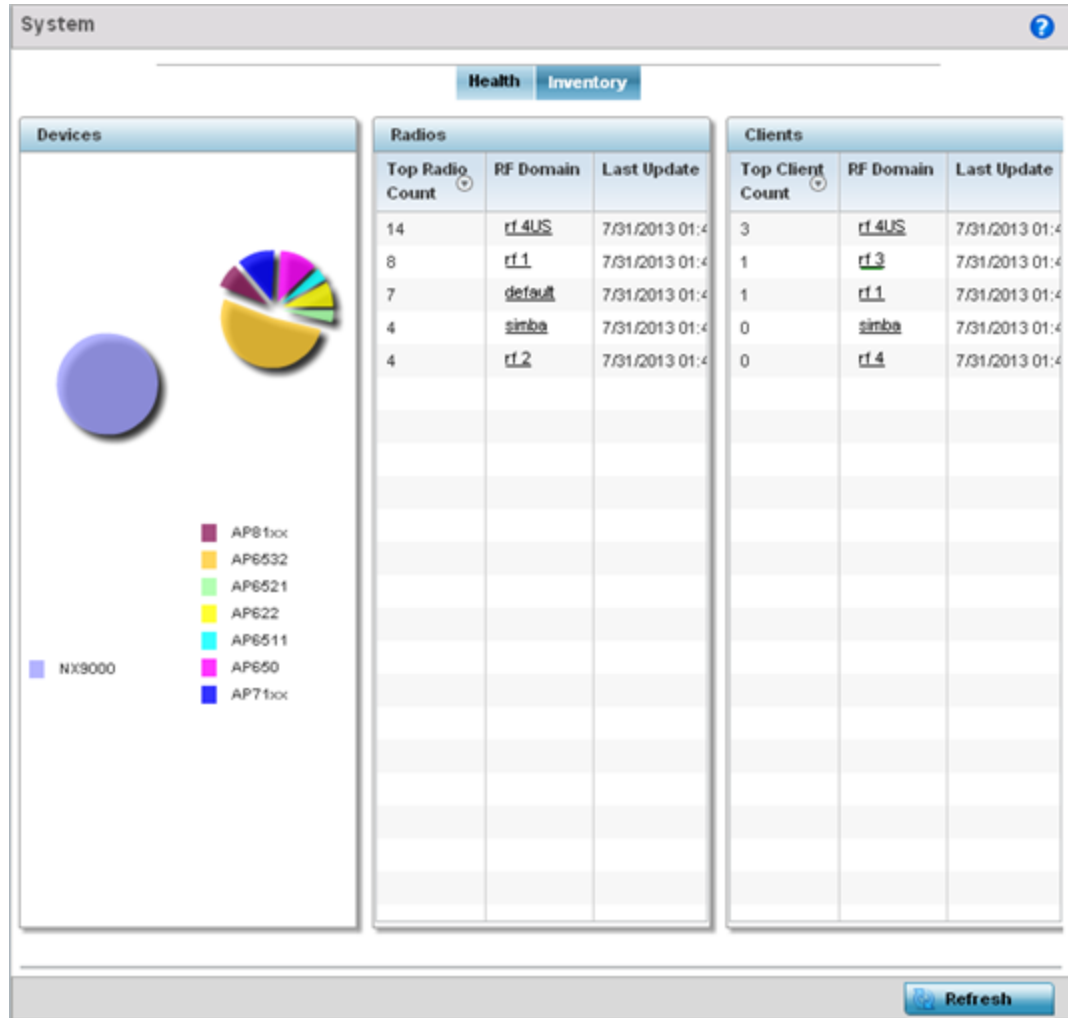 System
Health Inventory
Devices
NX9000
AP81xx
AP6532
AP6521
AP622
AP6511
AP650
AP71xx
Radios
Top Radio Count RF Domain Last Update
14 rf 4US 7/31/2013 01:4
8 rf 1 7/31/2013 01:4
7 default 7/31/2013 01:4
4 simba 7/31/2013 01:4
4 rf 2 7/31/2013 01:4
Clients
Top Client Count RF Domain Last Update
3 rf 4US 7/31/2013 01:4
1 rf 3 7/31/2013 01:4
1 rf 1 7/31/2013 01:4
0 simba 7/31/2013 01:4
0 rf 4 7/31/2013 01:4
Refresh